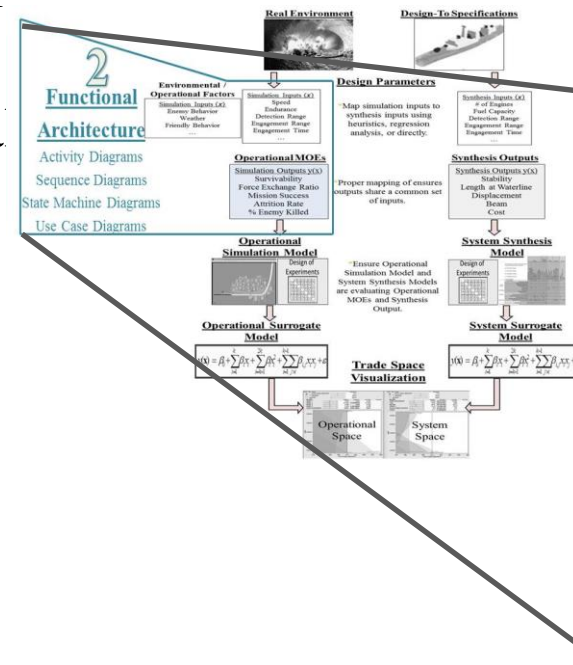 Real Environment
Design-To Specifications
2
Functional
Architecture
Activity Diagrams
Sequence Diagrams
State Machine Diagrams
Use Case Diagrams
Environmental /
Operational Factors
Simulation Inputs (x)
Enemy Behavior
Weather
Friendly Behavior
....
Simulation Inputs (x)
Speed
Endurance
Detection Range
Engagement Range
Engagement Time
...
Design Parameters
*Map simulation inputs to
synthesis inputs using
heuristics, regression
analysis, or directly.
Synthesis Inputs (x)
# of Engines
Fuel Capacity
Detection Range
Engagement Range
Engagement Time
...
Operational MOEs
Simulation Outputs y(x)
Survivability
Force Exchange Ratio
Mission Success
Attrition Rate
% Enemy Killed
*Proper mapping of ensures
outputs share a common set
of inputs.
Synthesis Outputs
Synthesis Outputs y(x)
Stability
Length at Waterline
Displacement
Beam
Cost
Operational
Simulation Model
Design of
Experiments
*Ensure Operational
Simulation Model and
System Synthesis Models
are evaluating Operational
MOEs and Synthesis
Output.
System Synthesis
Model
Design of
Experiments
Operational Surrogate
Model
System Surrogate
Model
Trade Space
Visualization
Operational
Space
System
Space